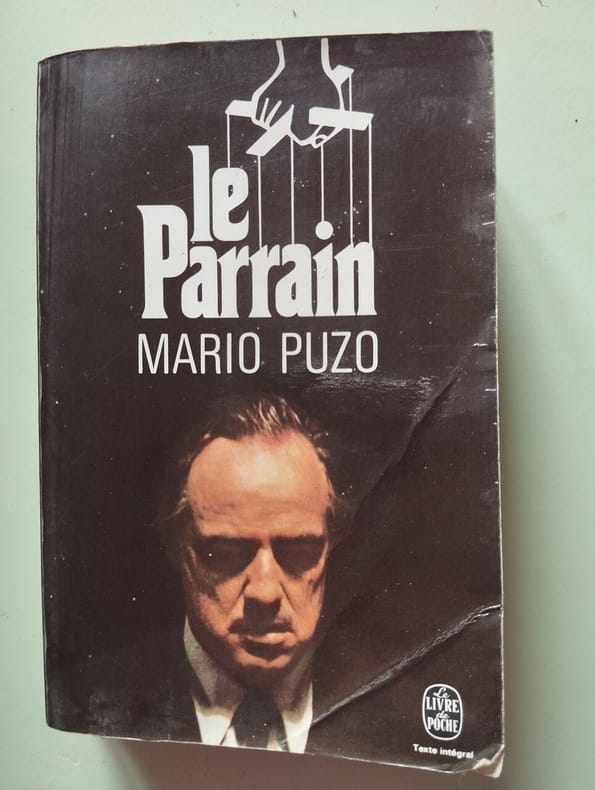 le
Parrain
MARIO PUZO
Le
LIVRE
de
POCHE
Texte intégral